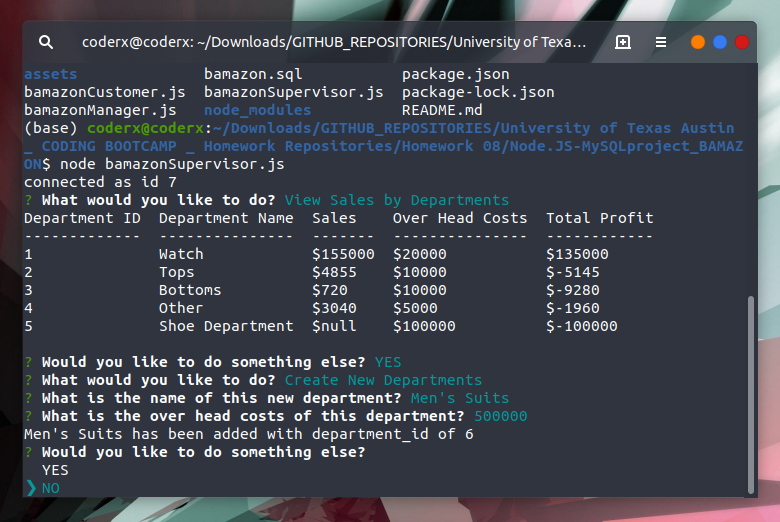 coderx@coderx: ~/Downloads/GITHUB_REPOSITORIES/University of Texa…
assets bamazon.sql package.json
bamazonCustomer.js bamazonSupervisor.js package-lock.json
bamazonManager.js node_modules README.md
(base) coderx@coderx:~/Downloads/GITHUB_REPOSITORIES/University of Texas Austin
_ CODING BOOTCAMP _ Homework Repositories/Homework 08/Node.JS-MySQLproject_BAMAZ
ON$ node bamazonSupervisor.js
connected as id 7
? What would you like to do? View Sales by Departments
Department ID Department Name Sales Over Head Costs Total Profit
------------- --------------- ------- --------------- ------------
1 Watch $155000 $20000 $135000
2 Tops $4855 $10000 $-5145
3 Bottoms $720 $10000 $-9280
4 Other $3040 $5000 $-1960
5 Shoe Department $null $100000 $-100000
? Would you like to do something else? YES
? What would you like to do? Create New Departments
? What is the name of this new department? Men's Suits
? What is the over head costs of this department? 500000
Men's Suits has been added with department_id of 6
? Would you like to do something else?
YES
❯ NO